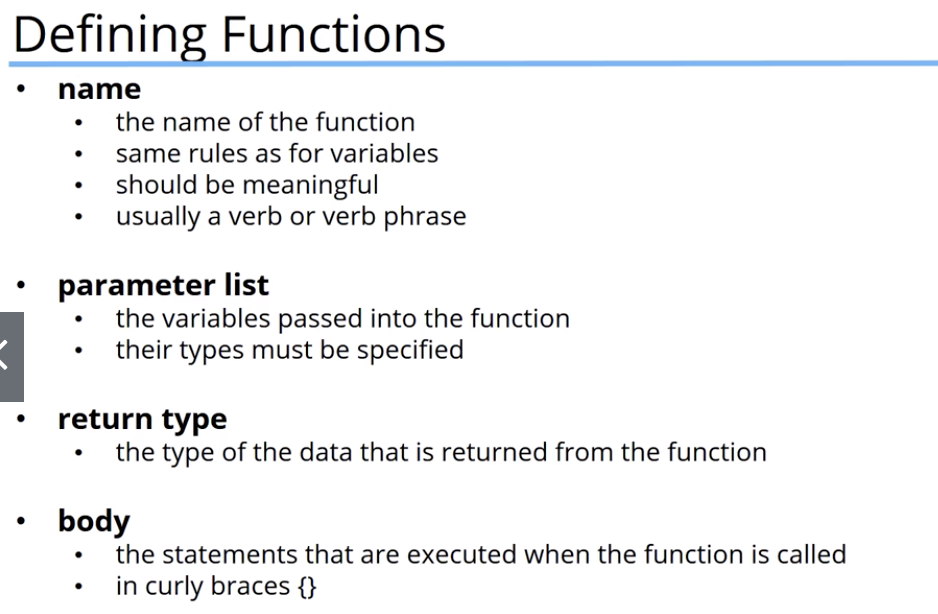 Defining Functions
• name
• the name of the function
• same rules as for variables
• should be meaningful
• usually a verb or verb phrase
• parameter list
• the variables passed into the function
• their types must be specified
• return type
• the type of the data that is returned from the function
• body
• the statements that are executed when the function is called
• in curly braces {}